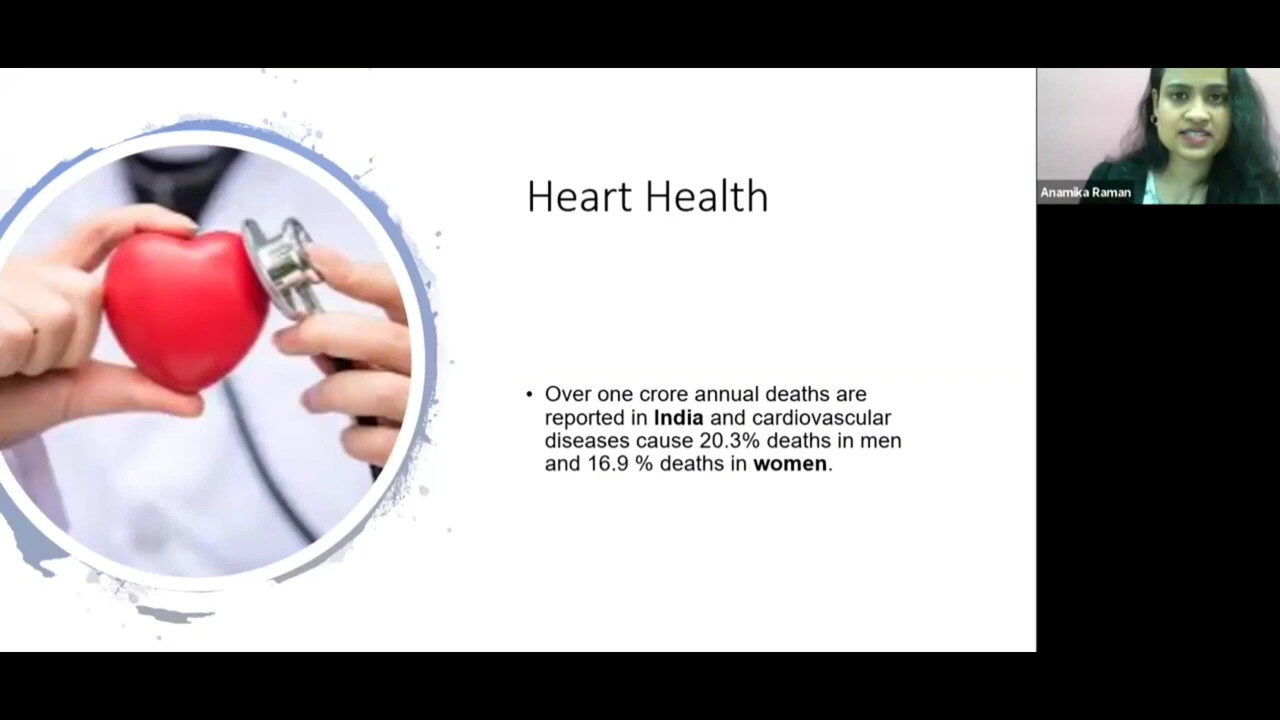 Heart Health
• Over one crore annual deaths are
reported in India and cardiovascular
diseases cause 20.3% deaths in men
and 16.9 % deaths in women.
Anamika Raman